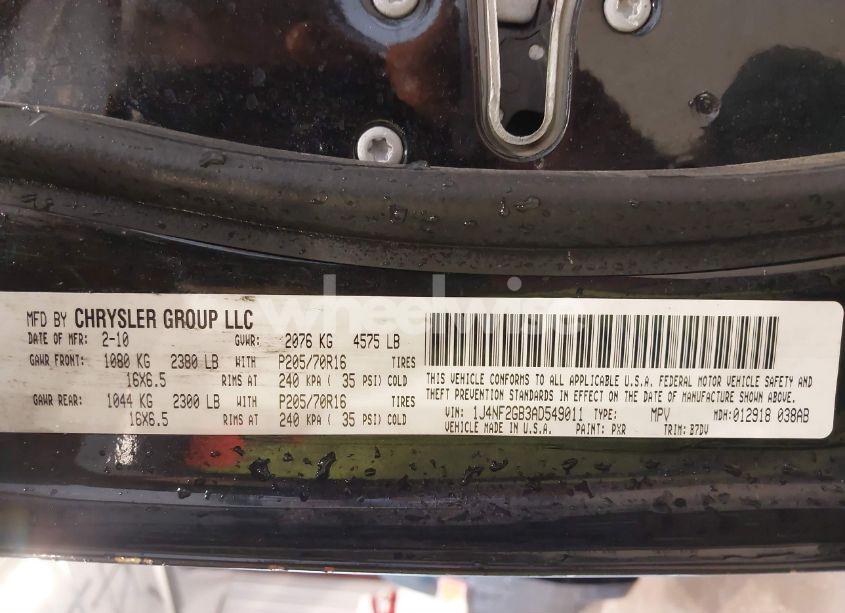 wheelwise
MFD BY CHRYSLER GROUP LLC
DATE OF MFR: 2-10 GVWR: 2076 KG 4575 LB
GAWR FRONT: 1080 KG 2380 LB WITH P205/70R16 TIRES
16X6.5 RIMS AT 240 KPA ( 35 PSI) COLD
GAWR REAR: 1044 KG 2300 LB WITH P205/70R16 TIRES
16X6.5 RIMS AT 240 KPA ( 35 PSI) COLD
THIS VEHICLE CONFORMS TO ALL APPLICABLE U.S.A. FEDERAL MOTOR VEHICLE SAFETY AND
THEFT PREVENTION STANDARDS IN EFFECT ON THE DATE OF MANUFACTURE SHOWN ABOVE.
VIN: 1J4NF2GB3AD549011 TYPE: MPV MDH: 012918 038AB
VEHICLE MADE IN U.S.A. PAINT: PXR TRIM: B7DV